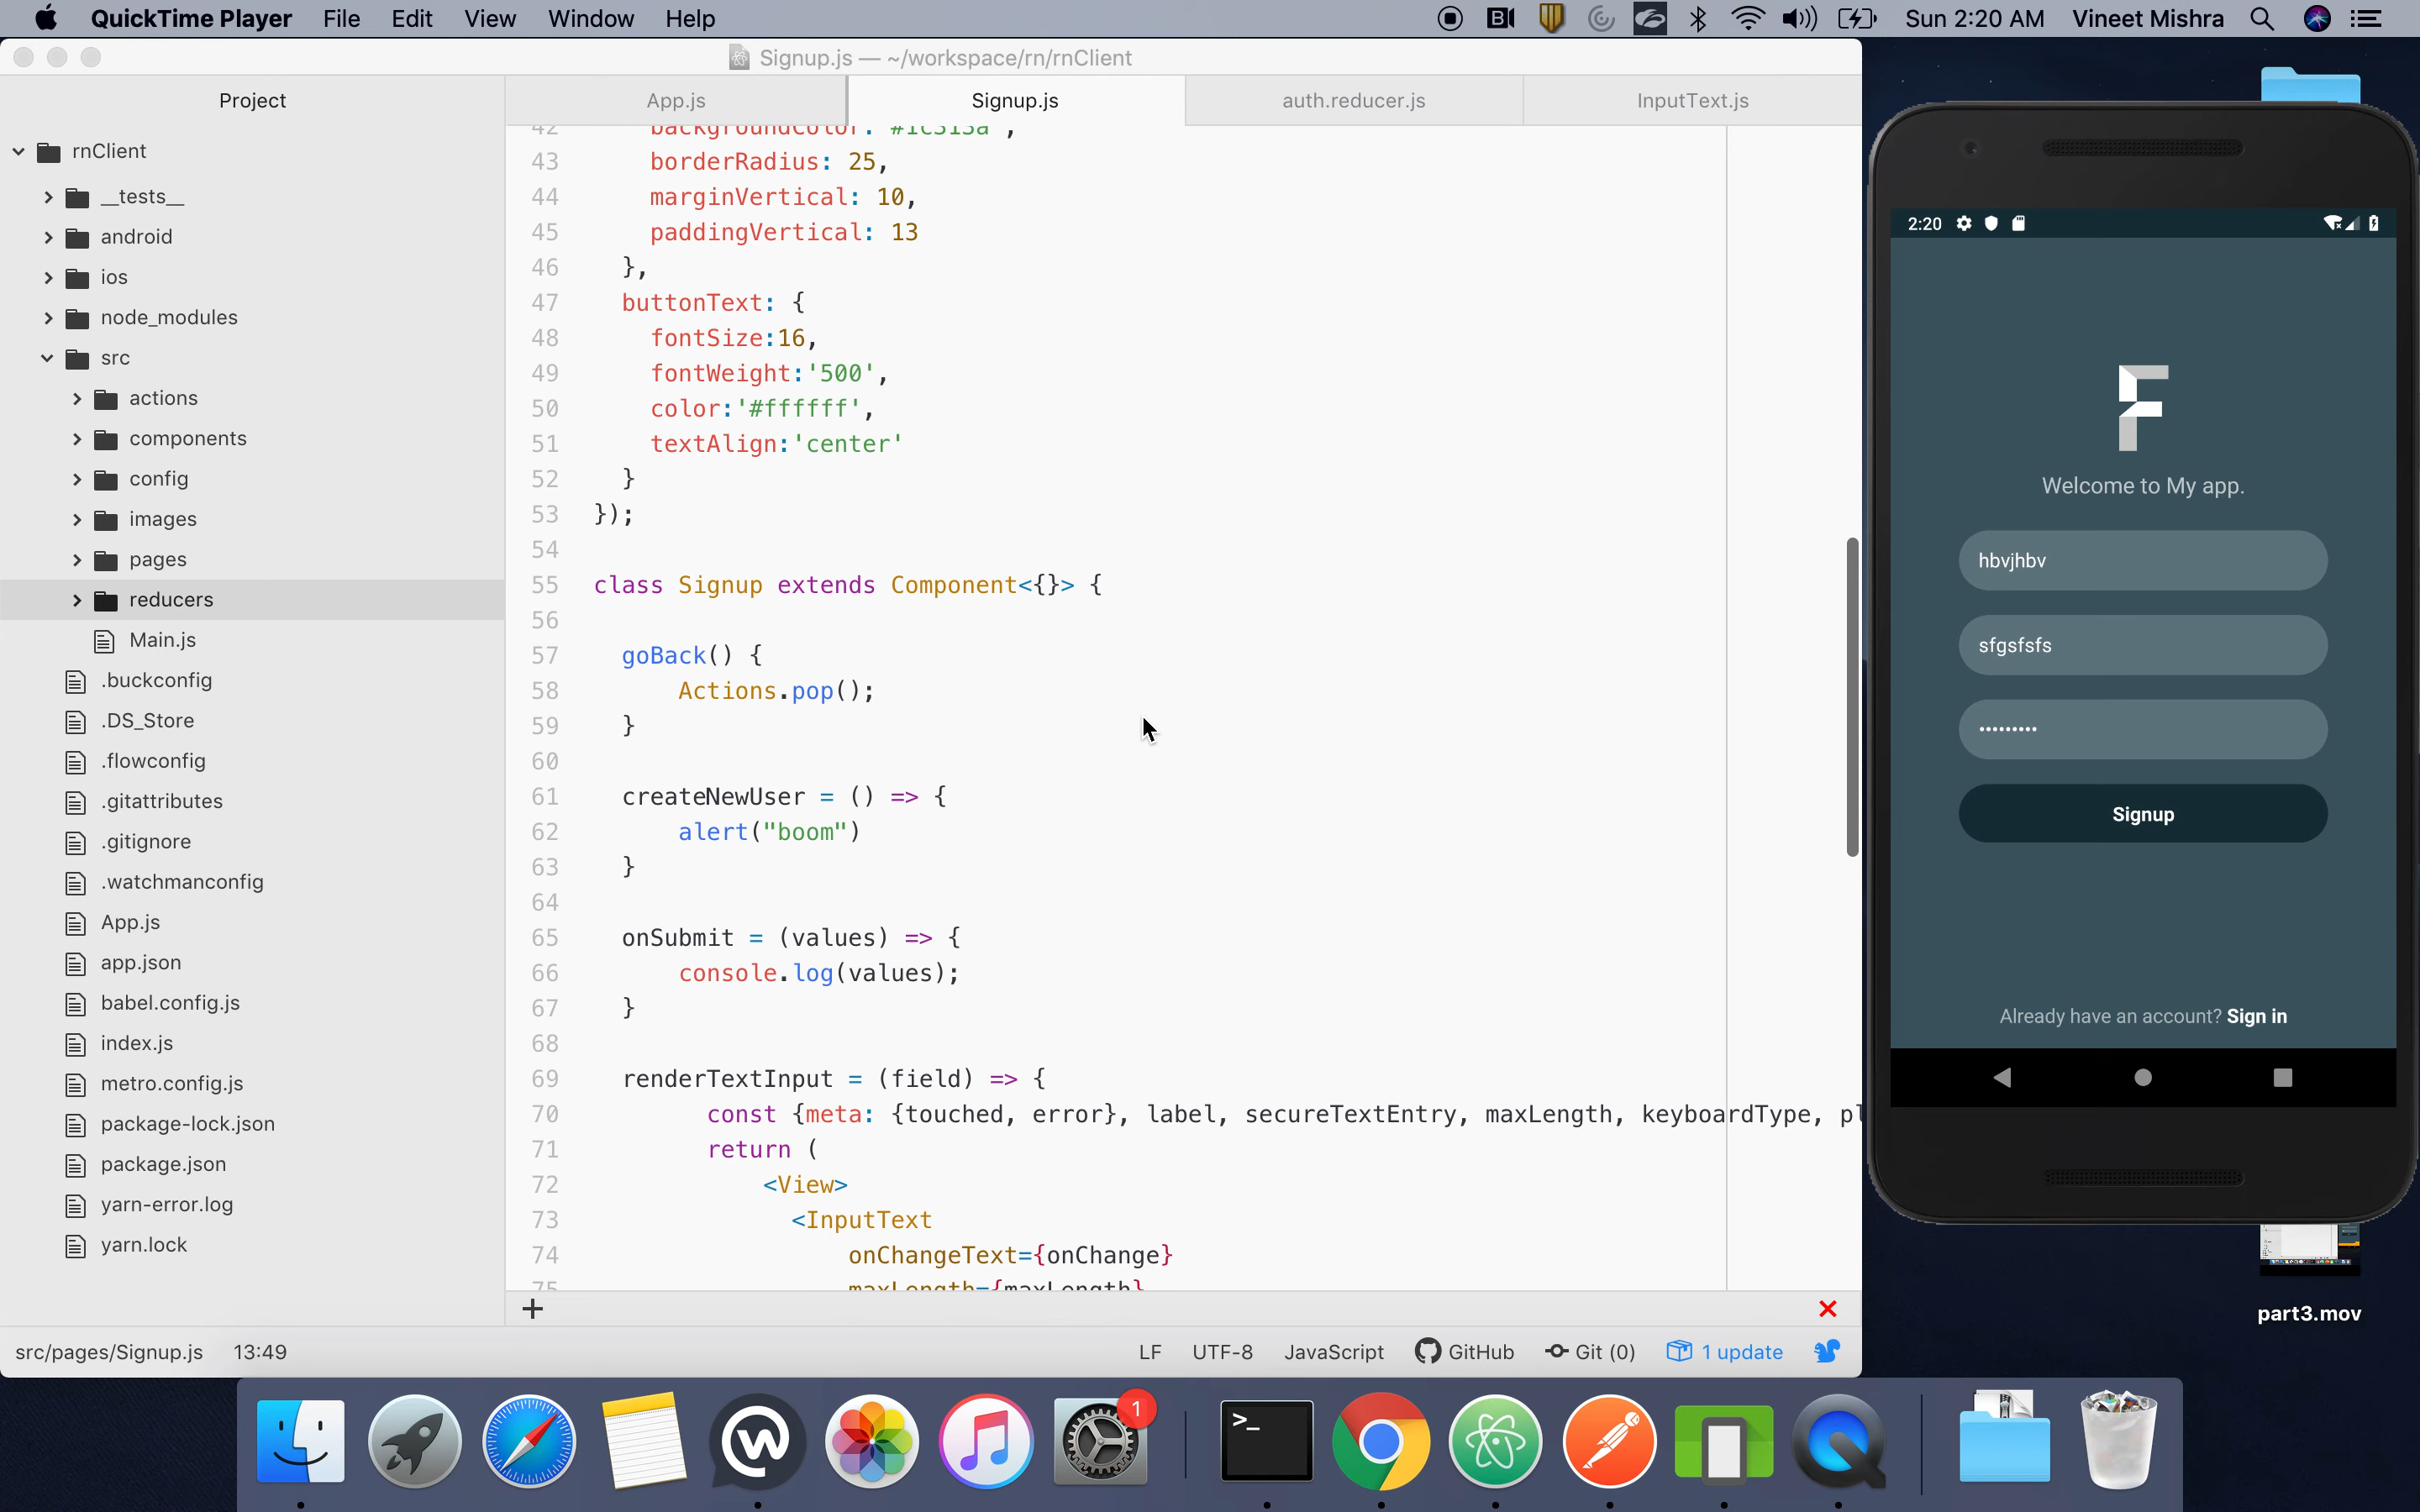 QuickTime Player File Edit View Window Help Sun 2:20 AM Vineet Mishra
Signup.js — ~/workspace/rn/rnClient
Project
App.js Signup.js auth.reducer.js InputText.js
rnClient
__tests__
android
ios
node_modules
src
actions
components
config
images
pages
reducers
Main.js
.buckconfig
.DS_Store
.flowconfig
.gitattributes
.gitignore
.watchmanconfig
App.js
app.json
babel.config.js
index.js
metro.config.js
package-lock.json
package.json
yarn-error.log
yarn.lock
42 backgroundColor: '#1c313a',
43 borderRadius: 25,
44 marginVertical: 10,
45 paddingVertical: 13
46 },
47 buttonText: {
48 fontSize:16,
49 fontWeight:'500',
50 color:'#ffffff',
51 textAlign:'center'
52 }
53 });
54
55 class Signup extends Component<{}> {
56
57 goBack() {
58 Actions.pop();
59 }
60
61 createNewUser = () => {
62 alert("boom")
63 }
64
65 onSubmit = (values) => {
66 console.log(values);
67 }
68
69 renderTextInput = (field) => {
70 const {meta: {touched, error}, label, secureTextEntry, maxLength, keyboardType, pl
71 return (
72 <View>
73 <InputText
74 onChangeText={onChange}
75 maxLength={maxLength}
src/pages/Signup.js 13:49 LF UTF-8 JavaScript GitHub Git (0) 1 update
2:20
F
Welcome to My app.
hbvjhbv
sfgsfsfs
•••••••••
Signup
Already have an account? Sign in
part3.mov
1
>_